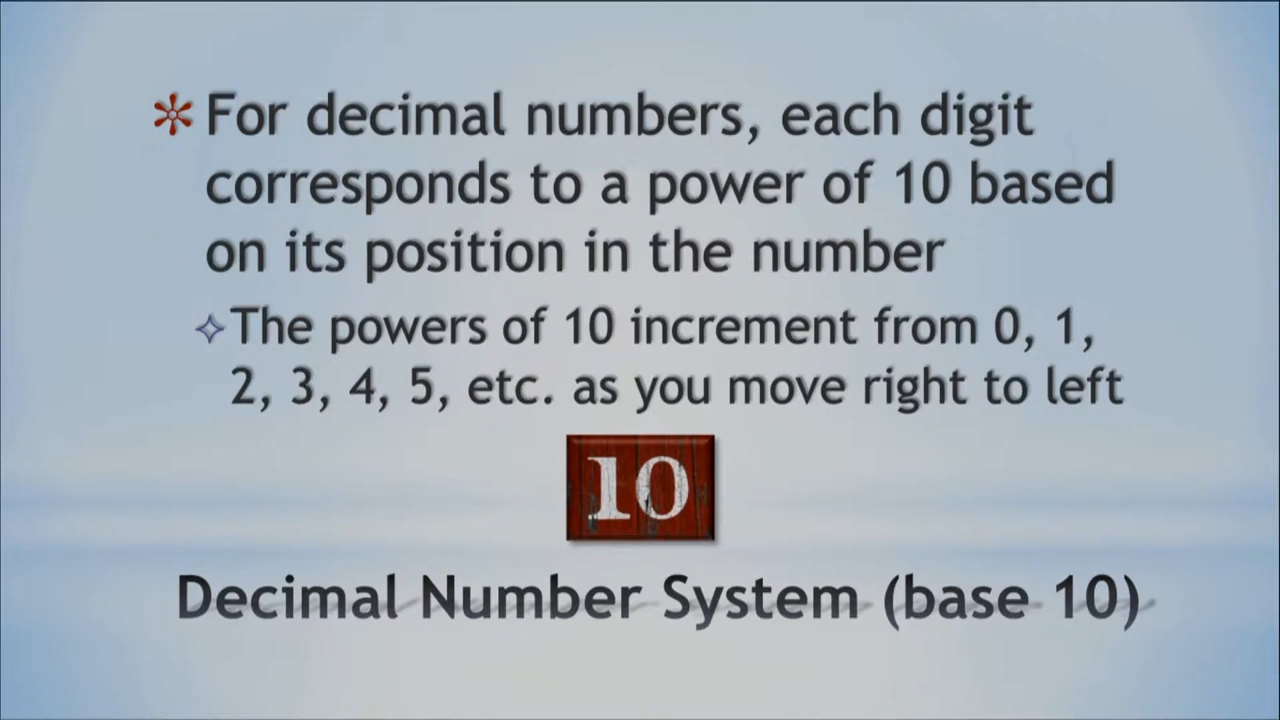 For decimal numbers, each digit
corresponds to a power of 10 based
on its position in the number
The powers of 10 increment from 0, 1,
2, 3, 4, 5, etc. as you move right to left
10
Decimal Number System (base 10)